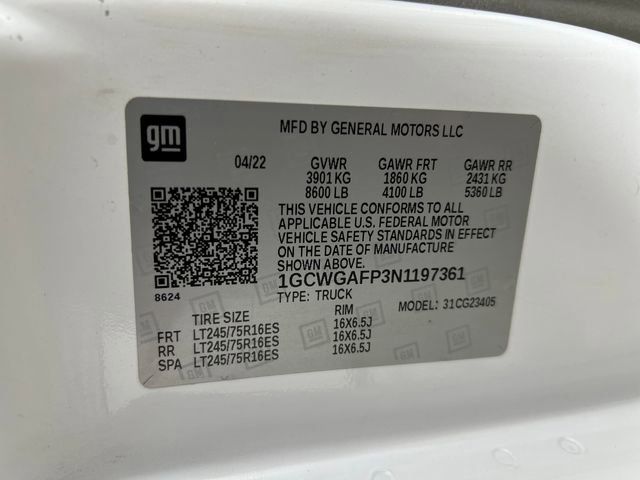 gm
MFD BY GENERAL MOTORS LLC
04/22 GVWR GAWR FRT GAWR RR
3901 KG 1860 KG 2431 KG
8600 LB 4100 LB 5360 LB
THIS VEHICLE CONFORMS TO ALL
APPLICABLE U.S. FEDERAL MOTOR
VEHICLE SAFETY STANDARDS IN EFFECT
ON THE DATE OF MANUFACTURE
SHOWN ABOVE.
8624
1GCWGAFP3N1197361
TYPE: TRUCK MODEL: 31CG23405
TIRE SIZE RIM
FRT LT245/75R16ES 16X6.5J
RR LT245/75R16ES 16X6.5J
SPA LT245/75R16ES 16X6.5J